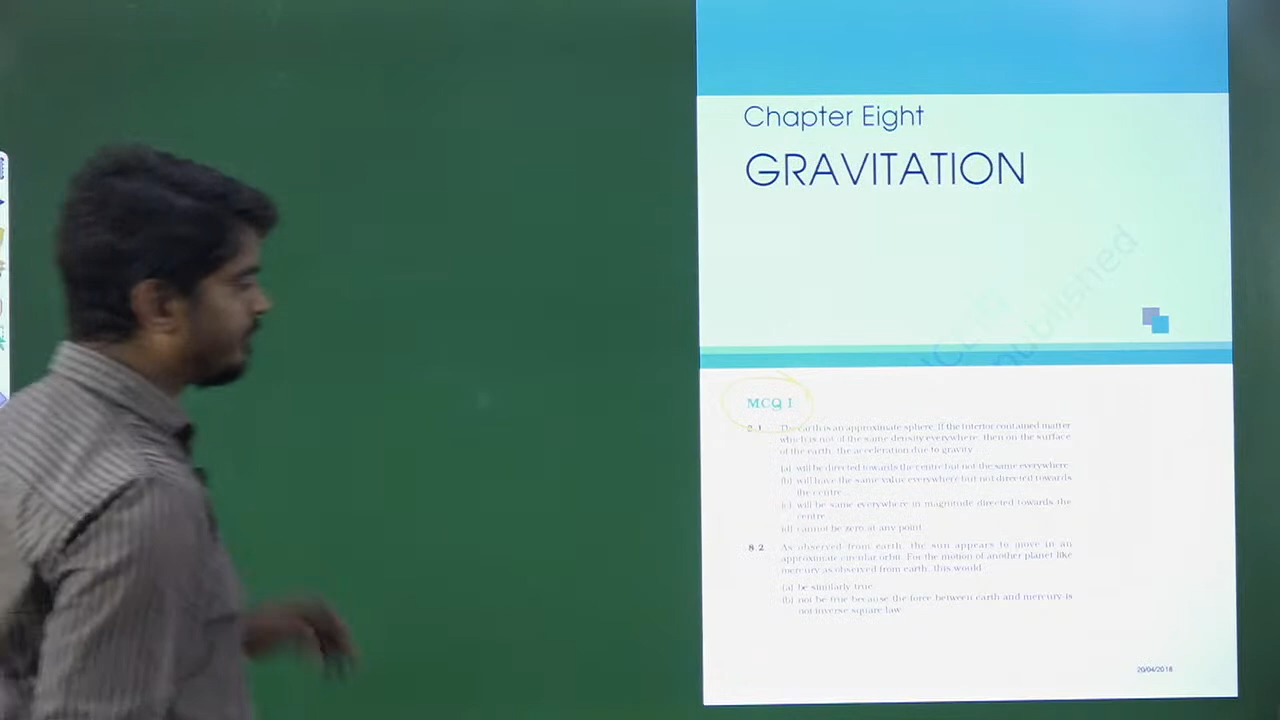 Chapter Eight
GRAVITATION
MCQ I
8.1 The earth is an approximate sphere. If the interior contained matter
which is not of the same density everywhere, then on the surface
of the earth, the acceleration due to gravity
(a) will be directed towards the centre but not the same everywhere.
(b) will have the same value everywhere but not directed towards
the centre.
(c) will be same everywhere in magnitude directed towards the
centre.
(d) cannot be zero at any point.
8.2 As observed from earth, the sun appears to move in an
approximate circular orbit. For the motion of another planet like
mercury as observed from earth, this would
(a) be similarly true.
(b) not be true because the force between earth and mercury is
not inverse square law.
20/04/2018